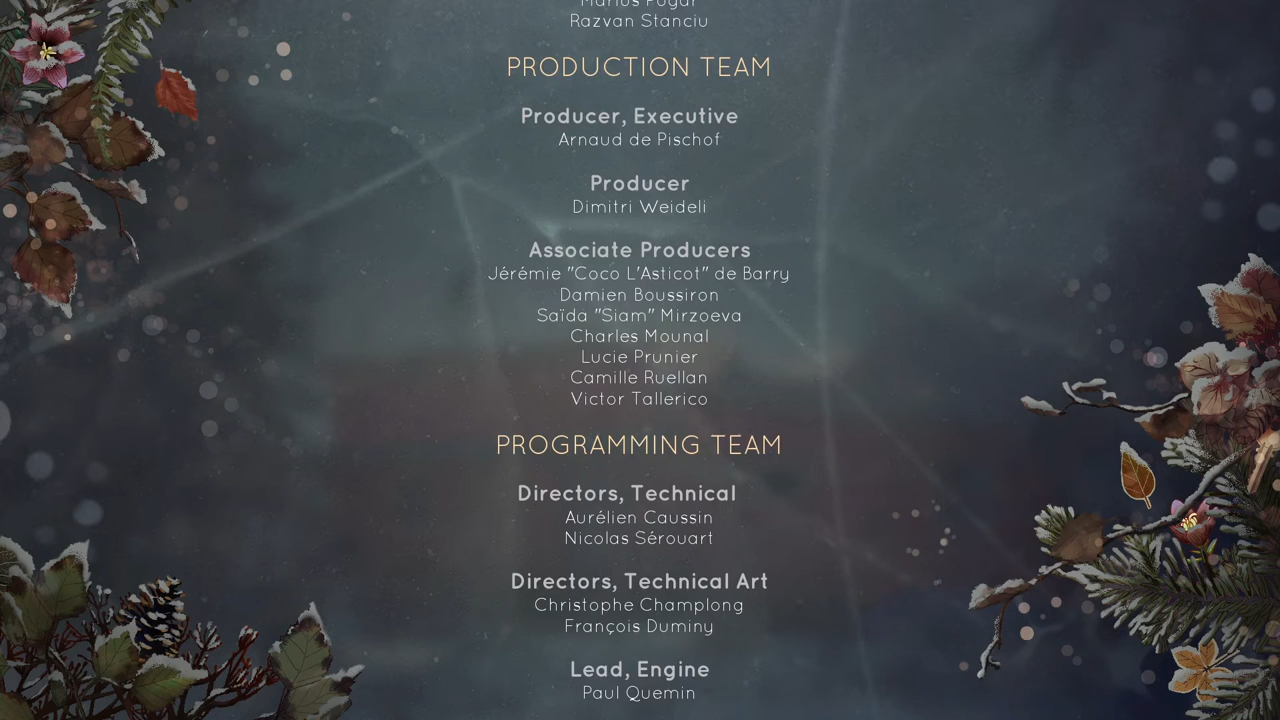 Marius Pugar
Razvan Stanciu
PRODUCTION TEAM
Producer, Executive
Arnaud de Pischof
Producer
Dimitri Weideli
Associate Producers
Jérémie "Coco L'Asticot" de Barry
Damien Boussiron
Saïda "Siam" Mirzoeva
Charles Mounal
Lucie Prunier
Camille Ruellan
Victor Tallerico
PROGRAMMING TEAM
Directors, Technical
Aurélien Caussin
Nicolas Sérouart
Directors, Technical Art
Christophe Champlong
François Duminy
Lead, Engine
Paul Quemin